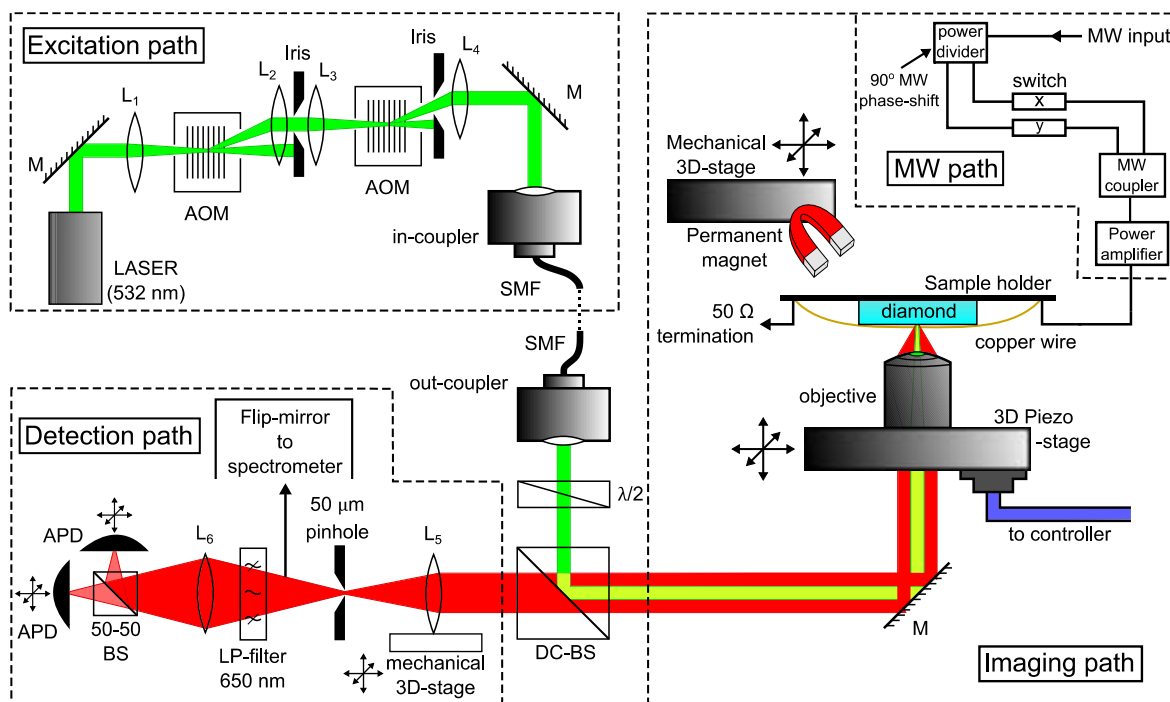 Excitation path
Iris
Iris
L1
L2
L3
L4
M
M
AOM
AOM
LASER
(532 nm)
in-coupler
SMF
SMF
out-coupler
λ/2
DC-BS
Detection path
Flip-mirror
to
spectrometer
50 μm
pinhole
APD
APD
L6
L5
50-50
BS
LP-filter
650 nm
mechanical
3D-stage
power
divider
MW input
90º MW
phase-shift
switch
x
y
MW path
MW
coupler
Power
amplifier
Mechanical
3D-stage
Permanent
magnet
Sample holder
50 Ω
termination
diamond
copper wire
objective
3D Piezo
-stage
to controller
M
Imaging path